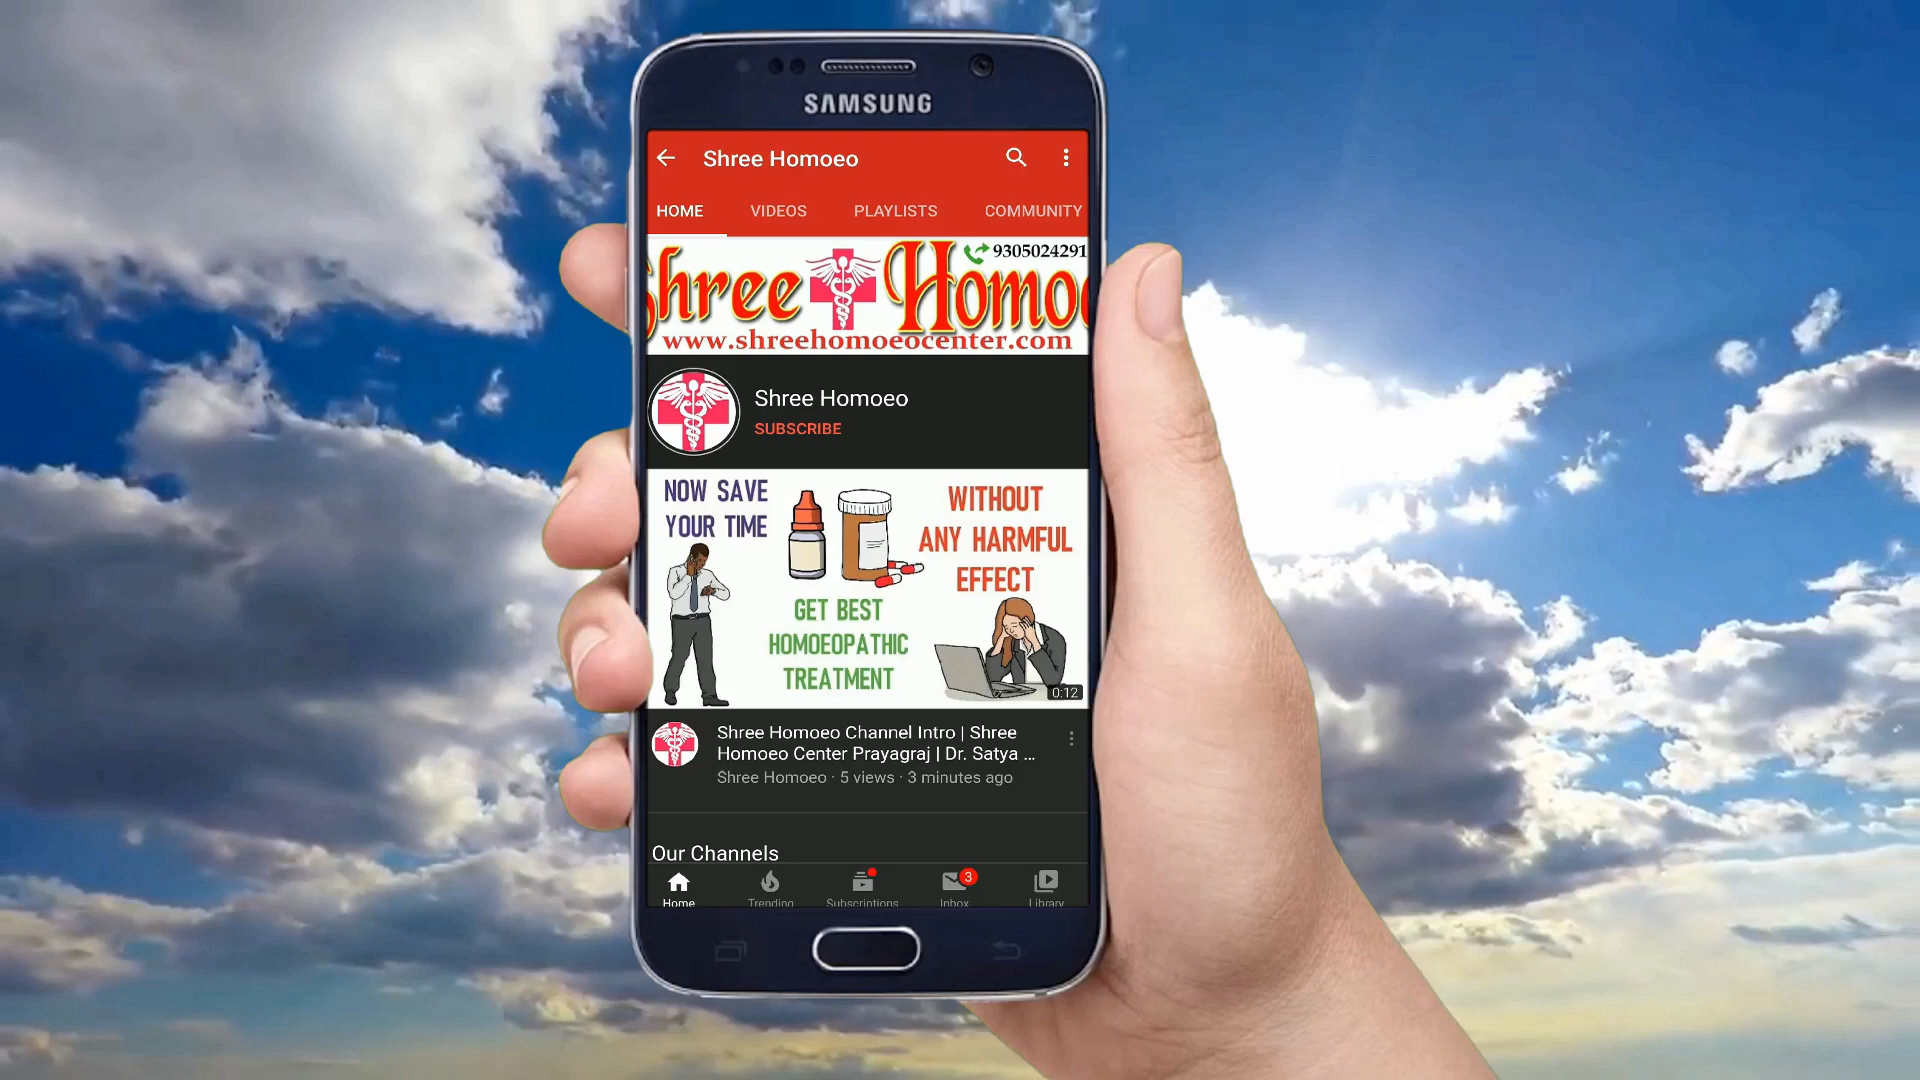 SAMSUNG
Shree Homoeo
HOME VIDEOS PLAYLISTS COMMUNITY
9305024291
Shree Homoe
www.shreehomoeocenter.com
Shree Homoeo
SUBSCRIBE
NOW SAVE
YOUR TIME
WITHOUT
ANY HARMFUL
EFFECT
GET BEST
HOMOEOPATHIC
TREATMENT
0:12
Shree Homoeo Channel Intro | Shree
Homoeo Center Prayagraj | Dr. Satya ...
Shree Homoeo · 5 views · 3 minutes ago
Our Channels
3
Home Trending Subscriptions Inbox Library